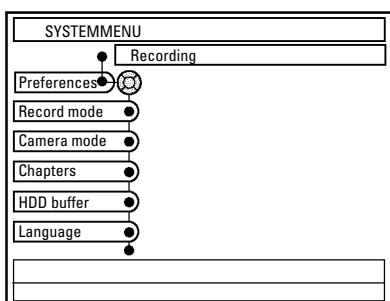 SYSTEMMENU
Recording
Preferences
Record mode
Camera mode
Chapters
HDD buffer
Language